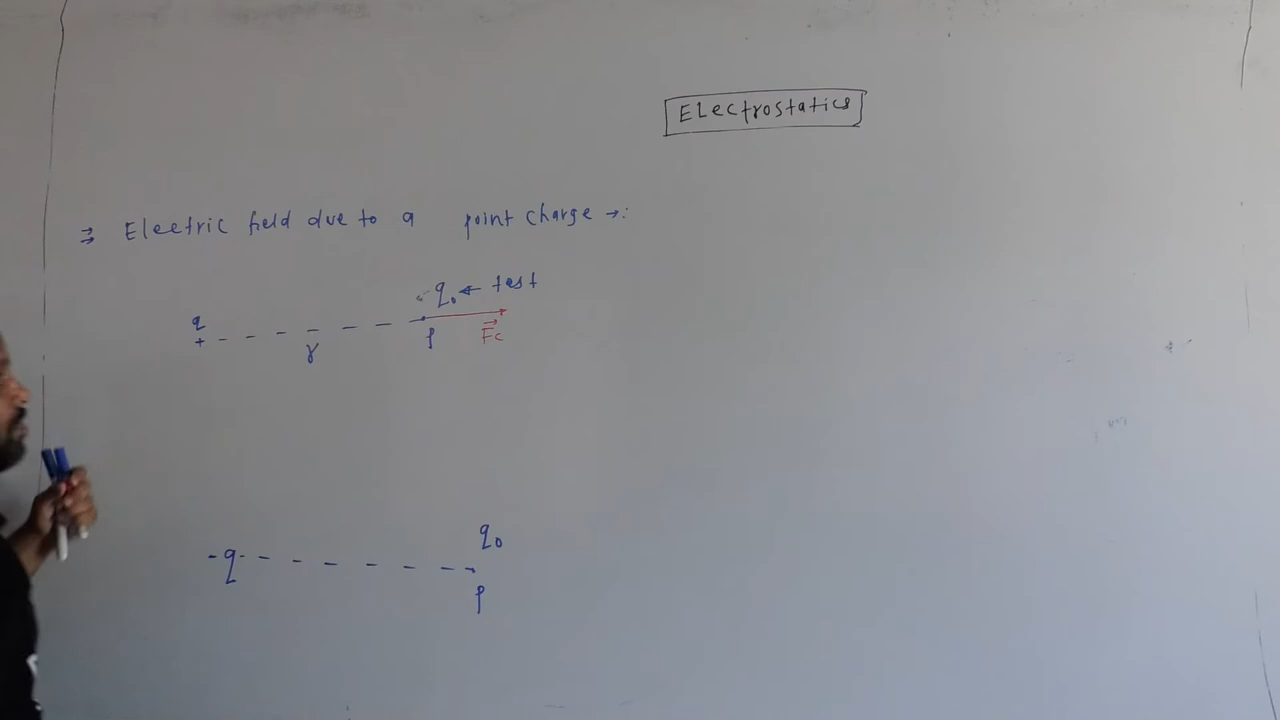 Electrostatics
⇒ Electric field due to a point charge →:
q₀ ← test
q
+ r P F⃗c
q₀
-q
P